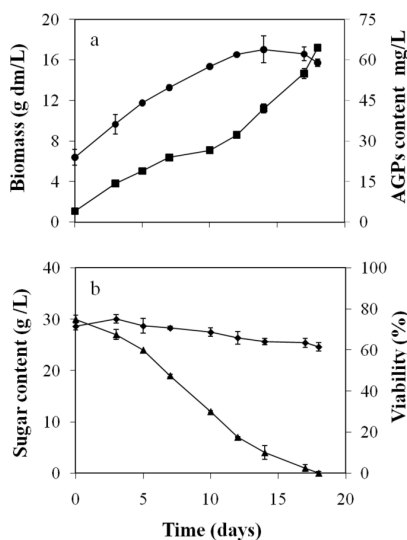 a
Biomass (g dm/L)
20
16
12
8
4
0
AGPs content mg/L
75
60
45
30
15
0
b
Sugar content (g /L)
40
30
20
10
0
Viability (%)
100
80
60
40
20
0
0 5 10 15 20
Time (days)